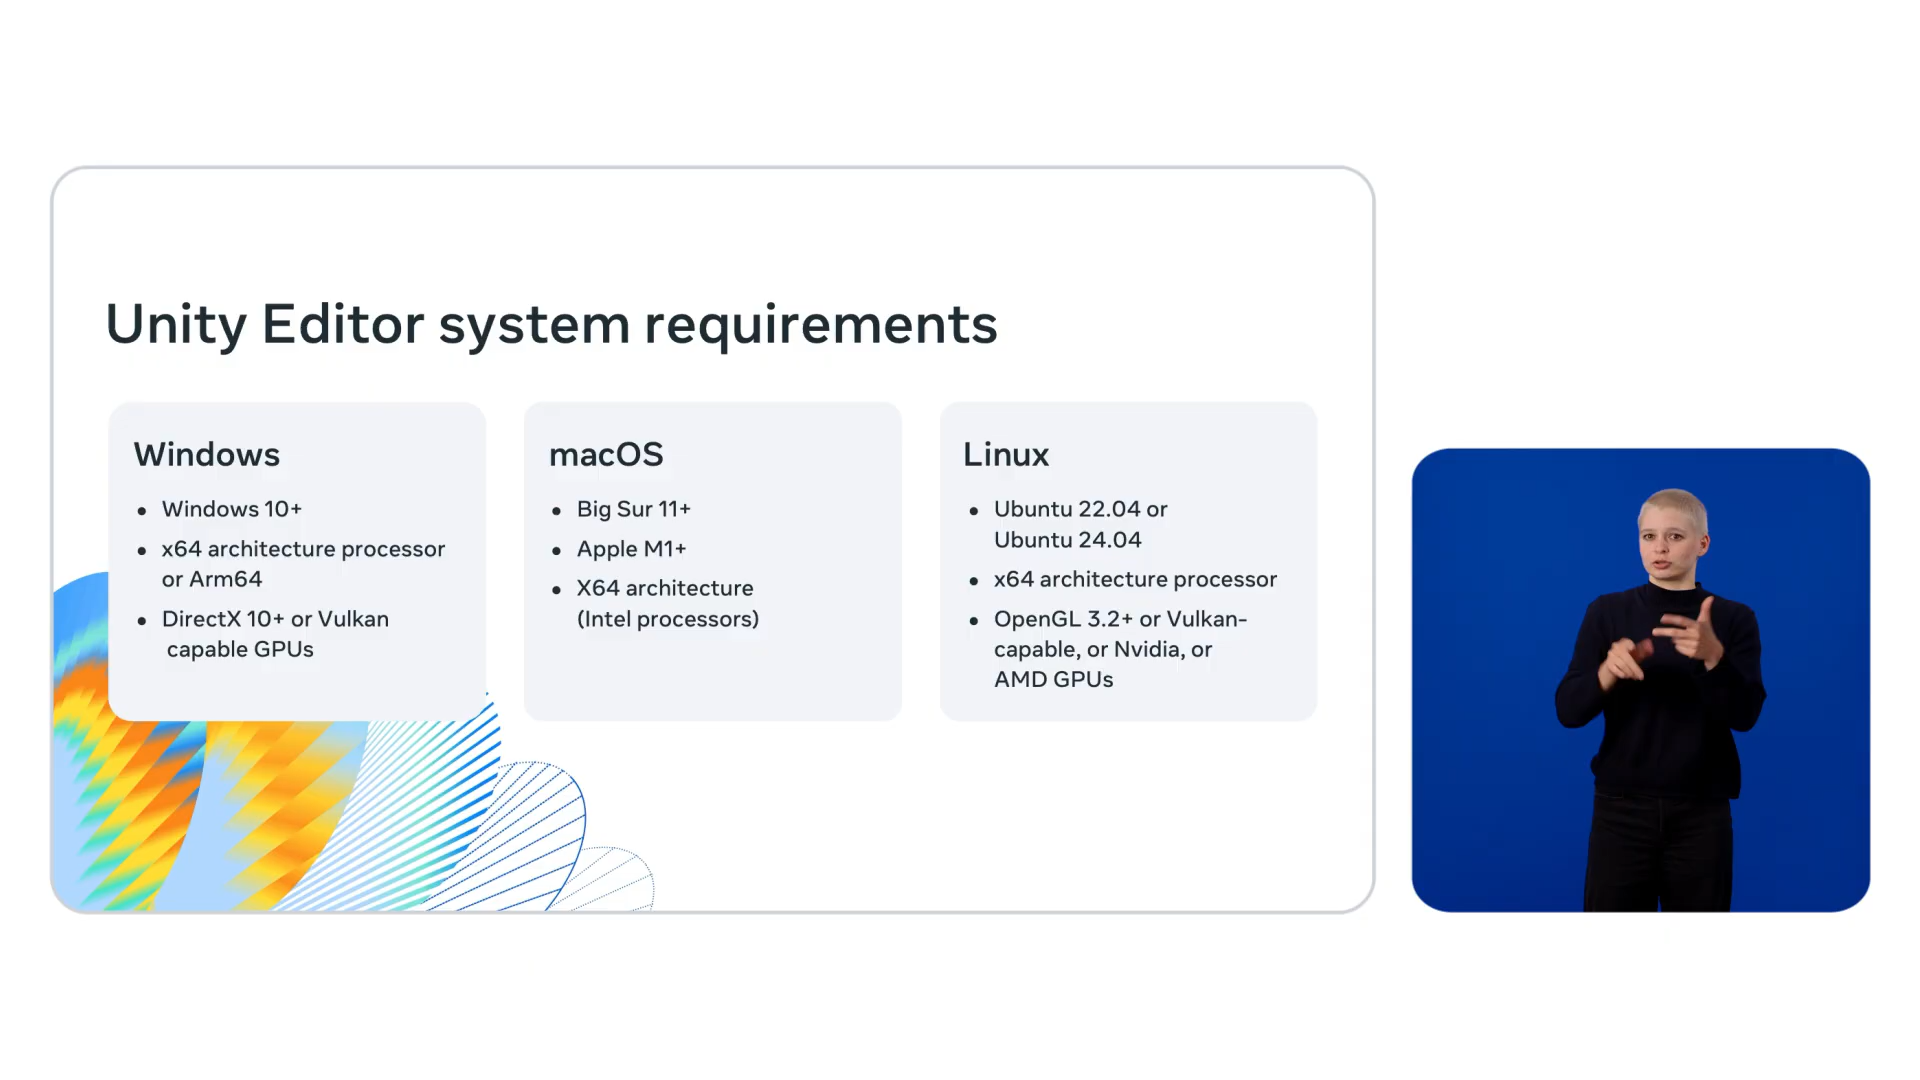 Unity Editor system requirements
Windows
• Windows 10+
• x64 architecture processor
or Arm64
• DirectX 10+ or Vulkan
capable GPUs
macOS
• Big Sur 11+
• Apple M1+
• X64 architecture
(Intel processors)
Linux
• Ubuntu 22.04 or
Ubuntu 24.04
• x64 architecture processor
• OpenGL 3.2+ or Vulkan-
capable, or Nvidia, or
AMD GPUs